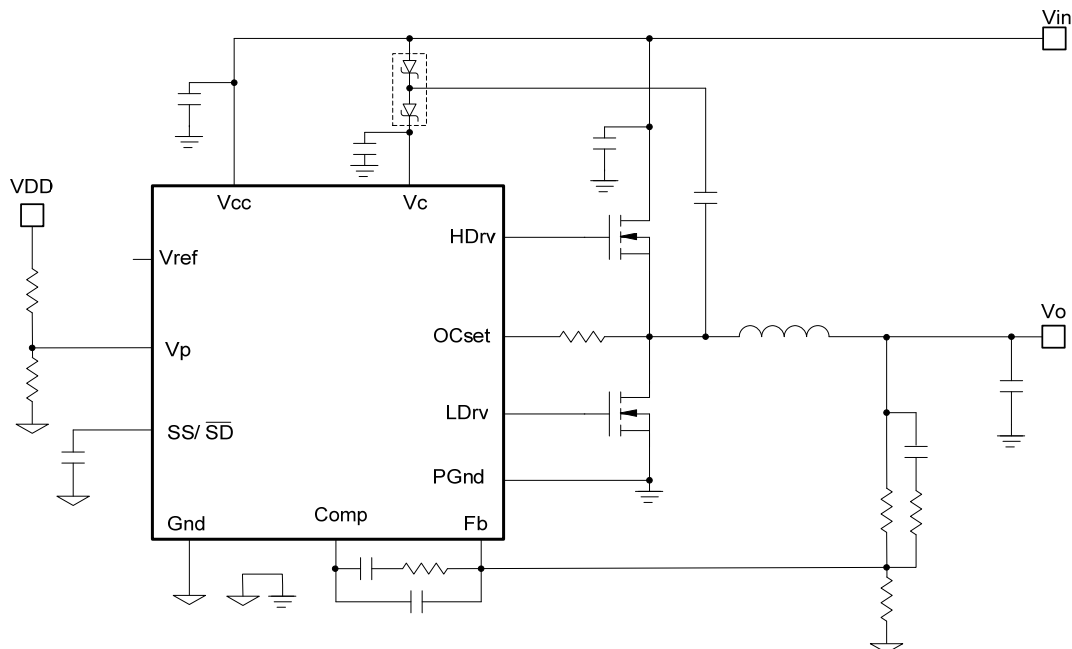 Vin
VDD
Vcc
Vc
HDrv
Vref
OCset
Vo
Vp
LDrv
SS/ SD
PGnd
Comp
Gnd
Fb